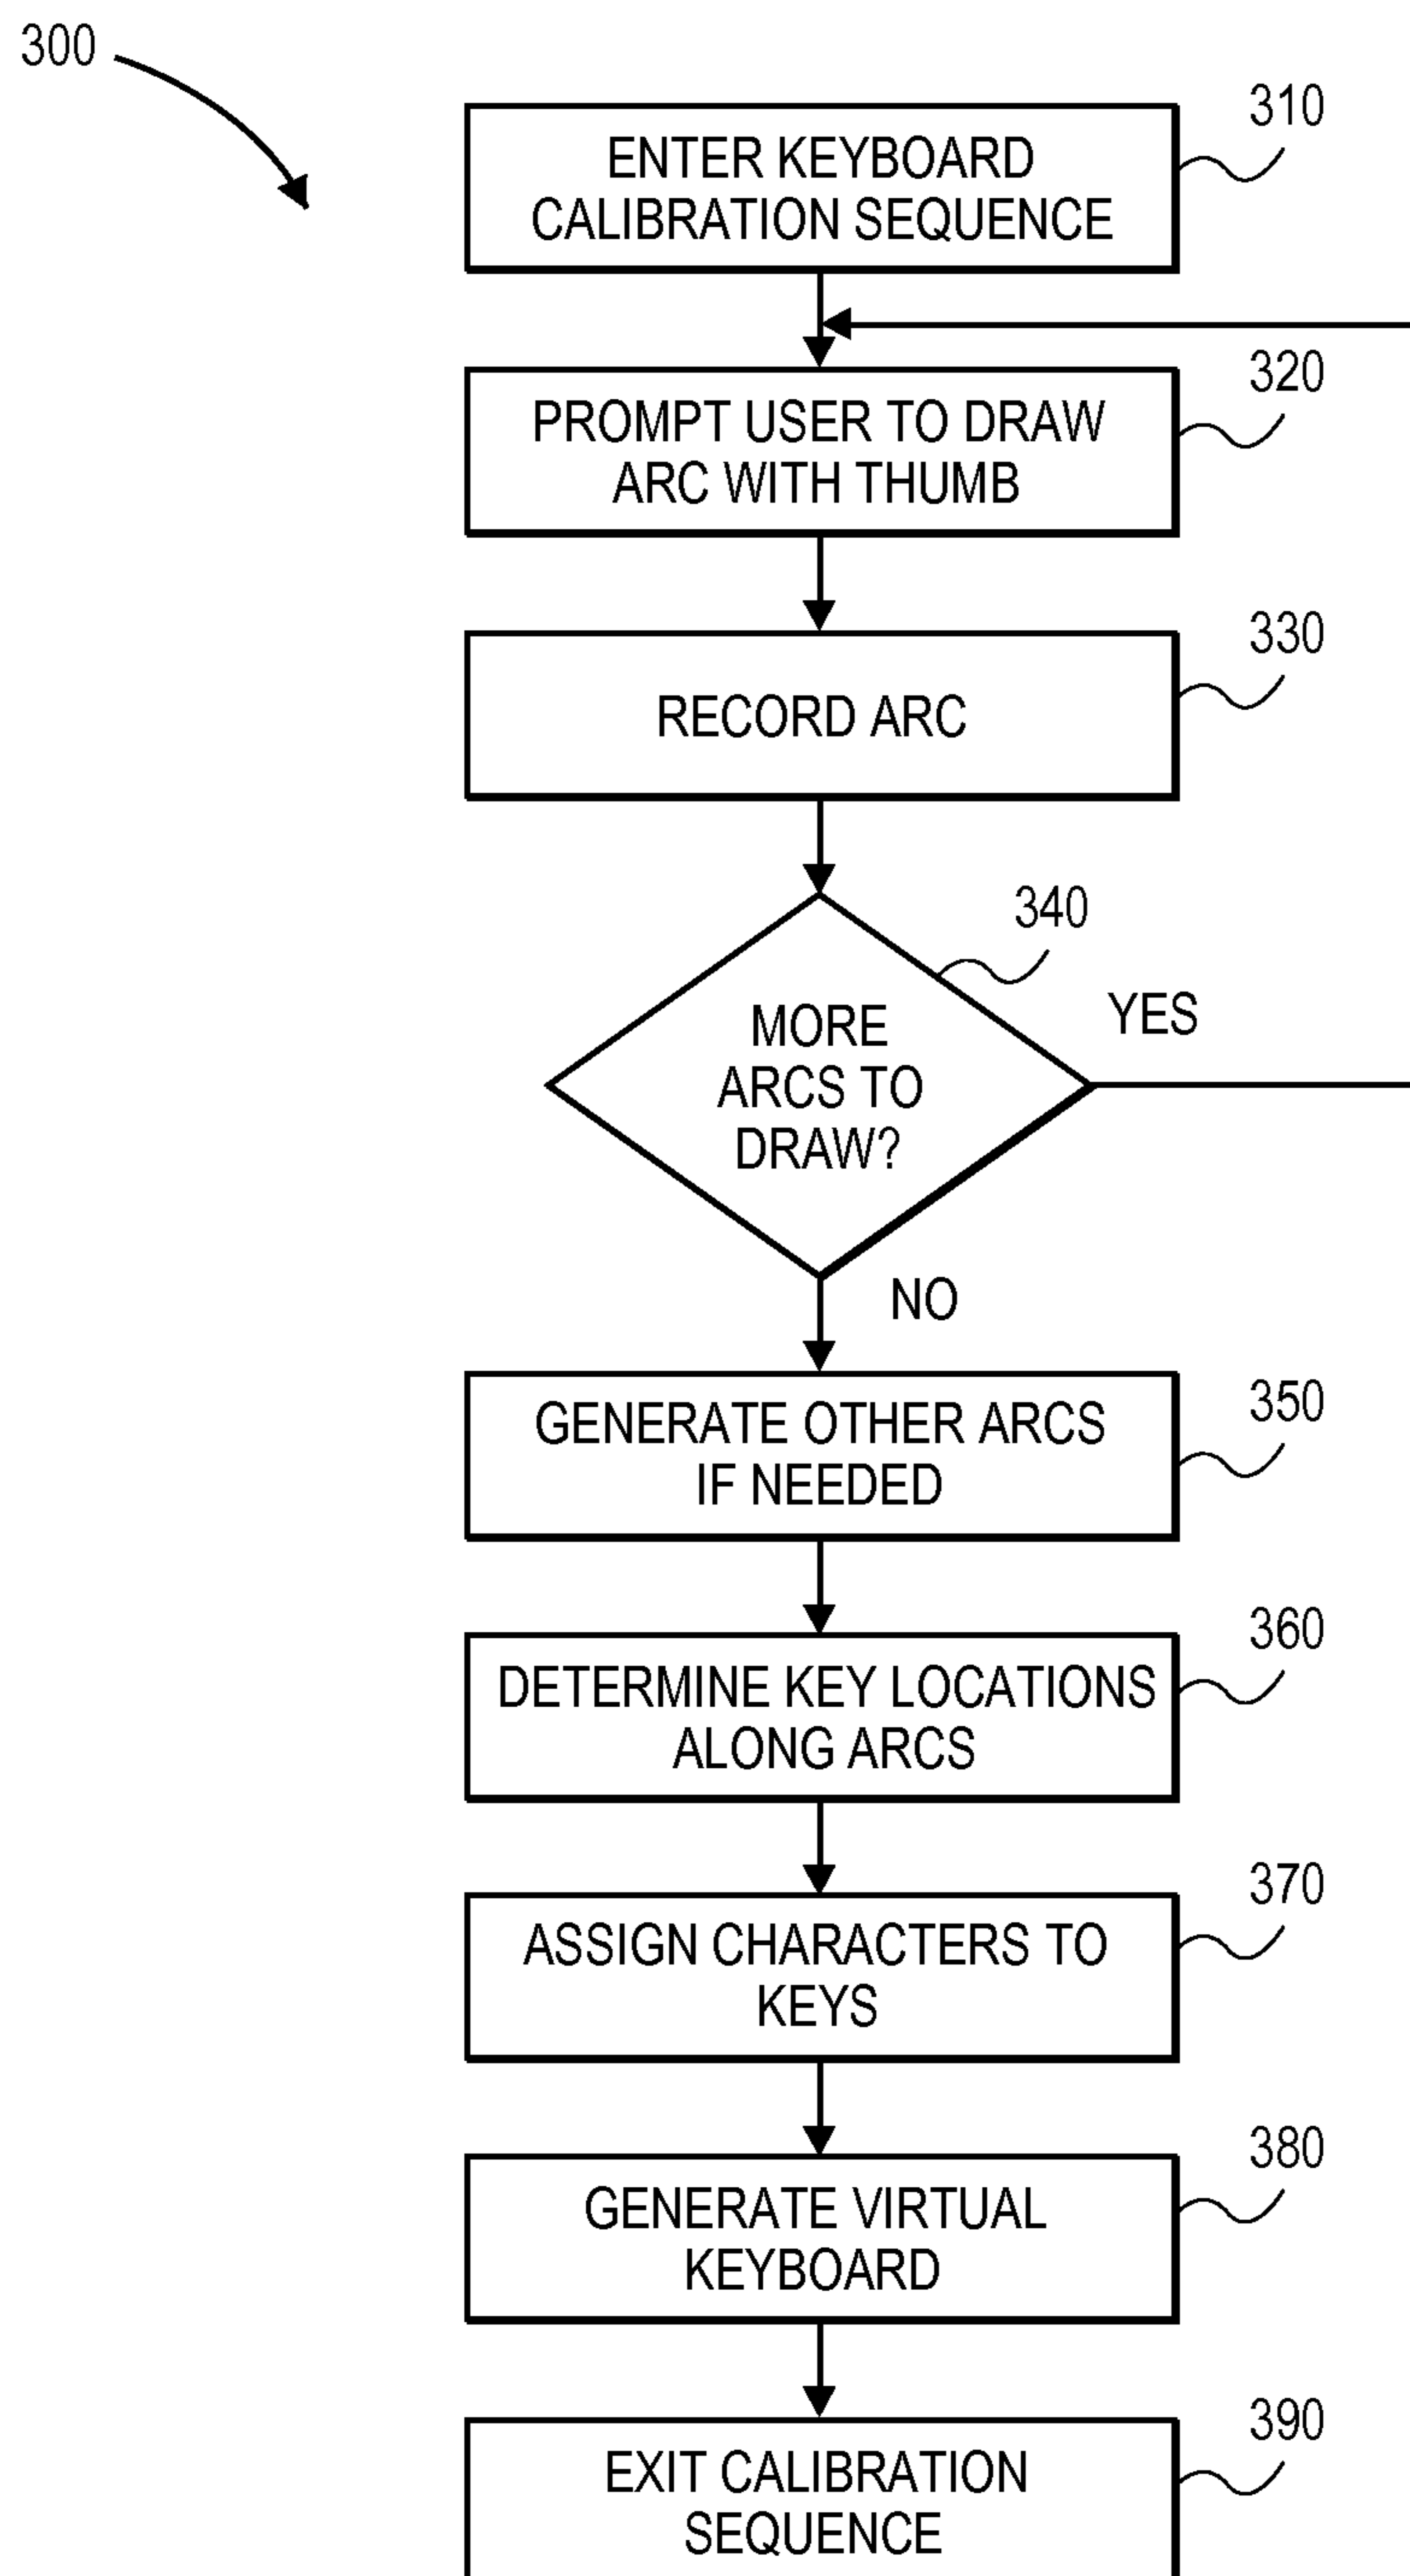 300
310
ENTER KEYBOARD
CALIBRATION SEQUENCE
320
PROMPT USER TO DRAW
ARC WITH THUMB
330
RECORD ARC
340
MORE
ARCS TO
DRAW?
YES
NO
350
GENERATE OTHER ARCS
IF NEEDED
360
DETERMINE KEY LOCATIONS
ALONG ARCS
370
ASSIGN CHARACTERS TO
KEYS
380
GENERATE VIRTUAL
KEYBOARD
390
EXIT CALIBRATION
SEQUENCE